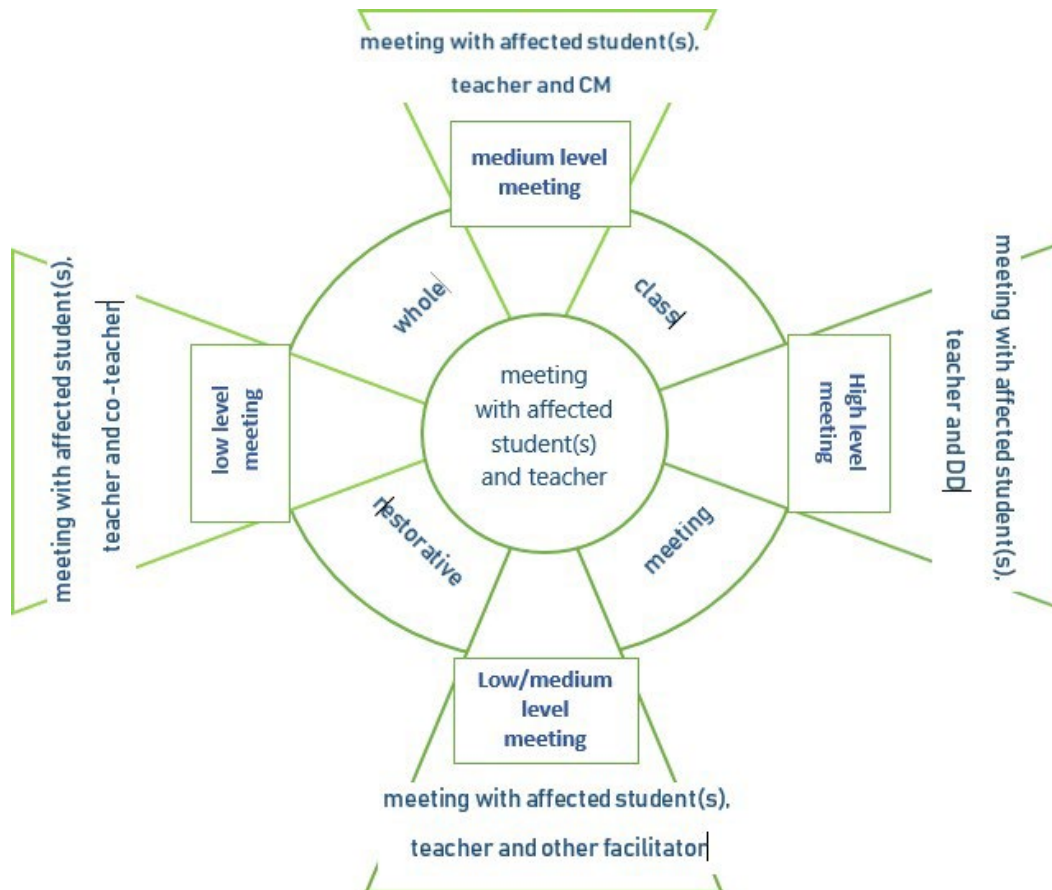 meeting with affected student(s),
teacher and CM
medium level
meeting
whole
class
meeting with affected student(s),
teacher and co-teacher
low level
meeting
meeting
with affected
student(s)
and teacher
High level
meeting
meeting with affected student(s),
teacher and DD
restorative
meeting
Low/medium
level
meeting
meeting with affected student(s),
teacher and other facilitator